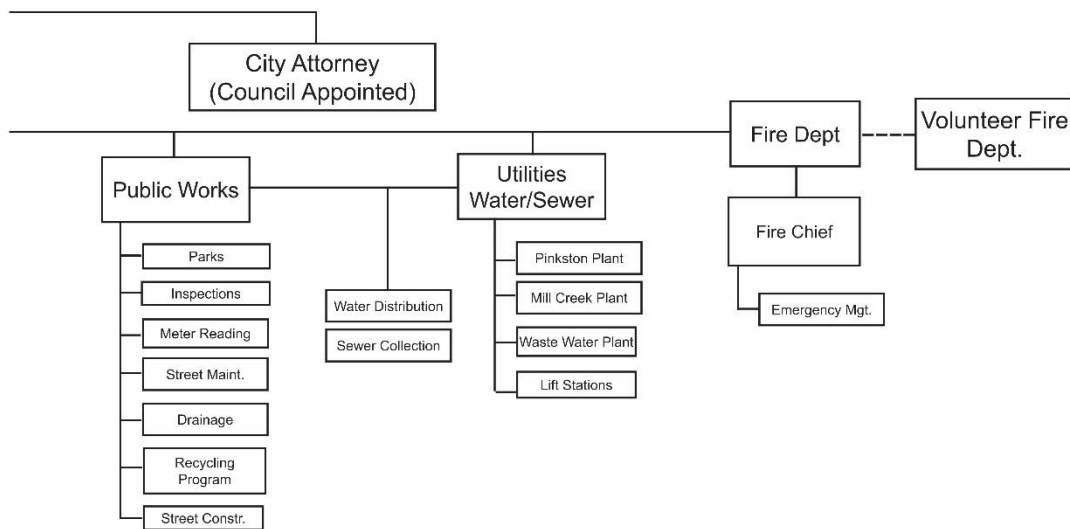 City Attorney
(Council Appointed)
Fire Dept
Volunteer Fire
Dept.
Public Works
Utilities
Water/Sewer
Fire Chief
Parks
Inspections
Meter Reading
Street Maint.
Drainage
Recycling
Program
Street Constr.
Water Distribution
Sewer Collection
Pinkston Plant
Mill Creek Plant
Waste Water Plant
Lift Stations
Emergency Mgt.